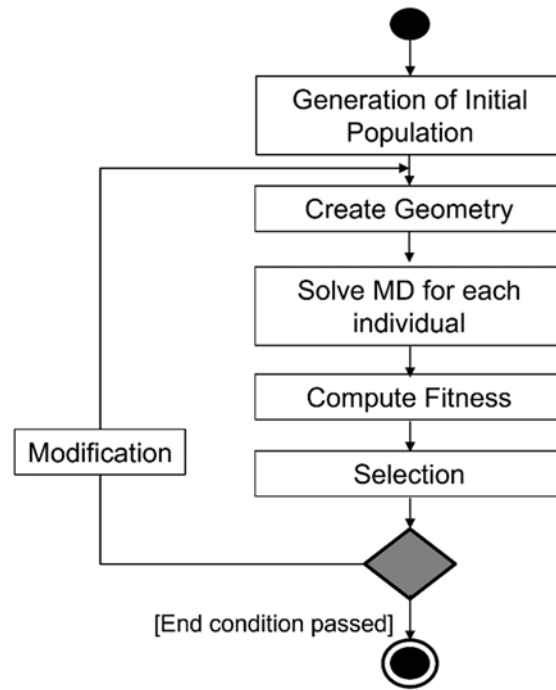 Generation of Initial
Population
Create Geometry
Solve MD for each
individual
Compute Fitness
Modification
Selection
[End condition passed]